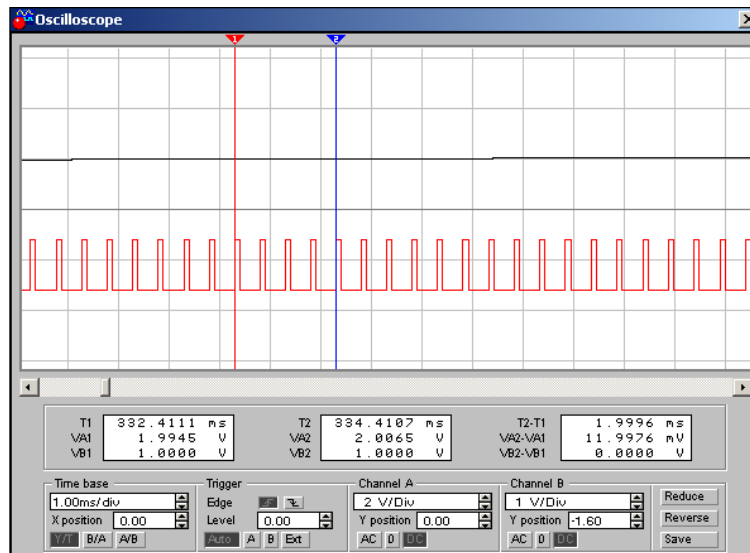 Oscilloscope
1 2
T1 332.4111 ms T2 334.4107 ms T2-T1 1.9996 ms
VA1 1.9945 V VA2 2.0065 V VA2-VA1 11.9976 mV
VB1 1.0000 V VB2 1.0000 V VB2-VB1 0.0000 V
Time base Trigger Channel A Channel B
1.00ms/div Edge 2 V/Div 1 V/Div Reduce
X position 0.00 Level 0.00 Y position 0.00 Y position -1.60 Reverse
Y/T B/A A/B Auto A B Ext AC 0 DC AC 0 DC Save